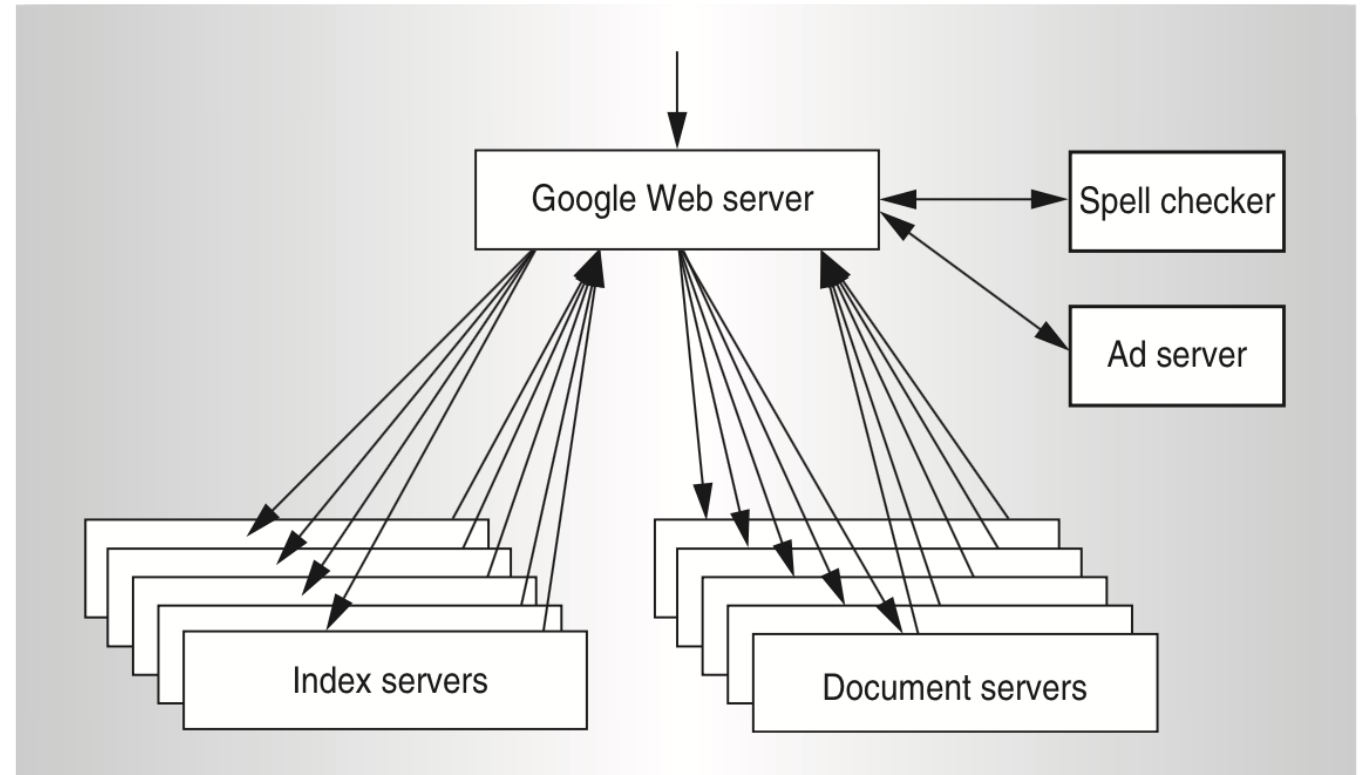 Google Web server
Spell checker
Ad server
Index servers
Document servers